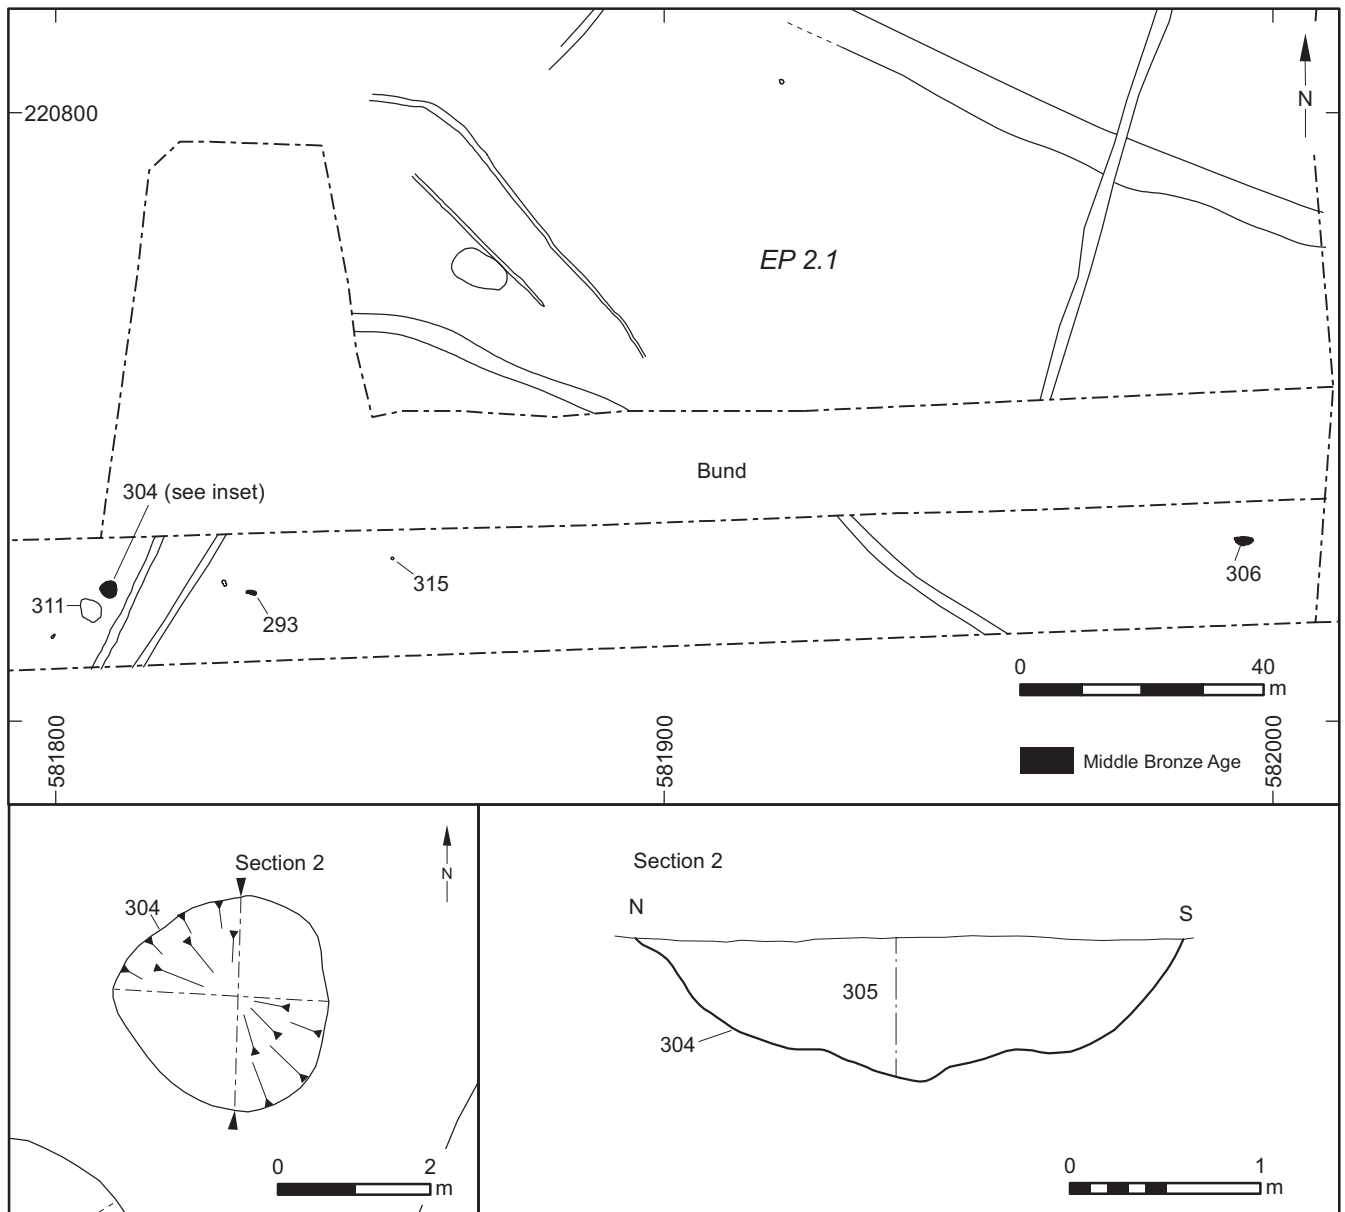 220800
N
EP 2.1
Bund
304 (see inset)
311
315
293
306
0 40 m
581800
581900
582000
Middle Bronze Age
Section 2
N
304
0 2 m
Section 2
N
S
305
304
0 1 m